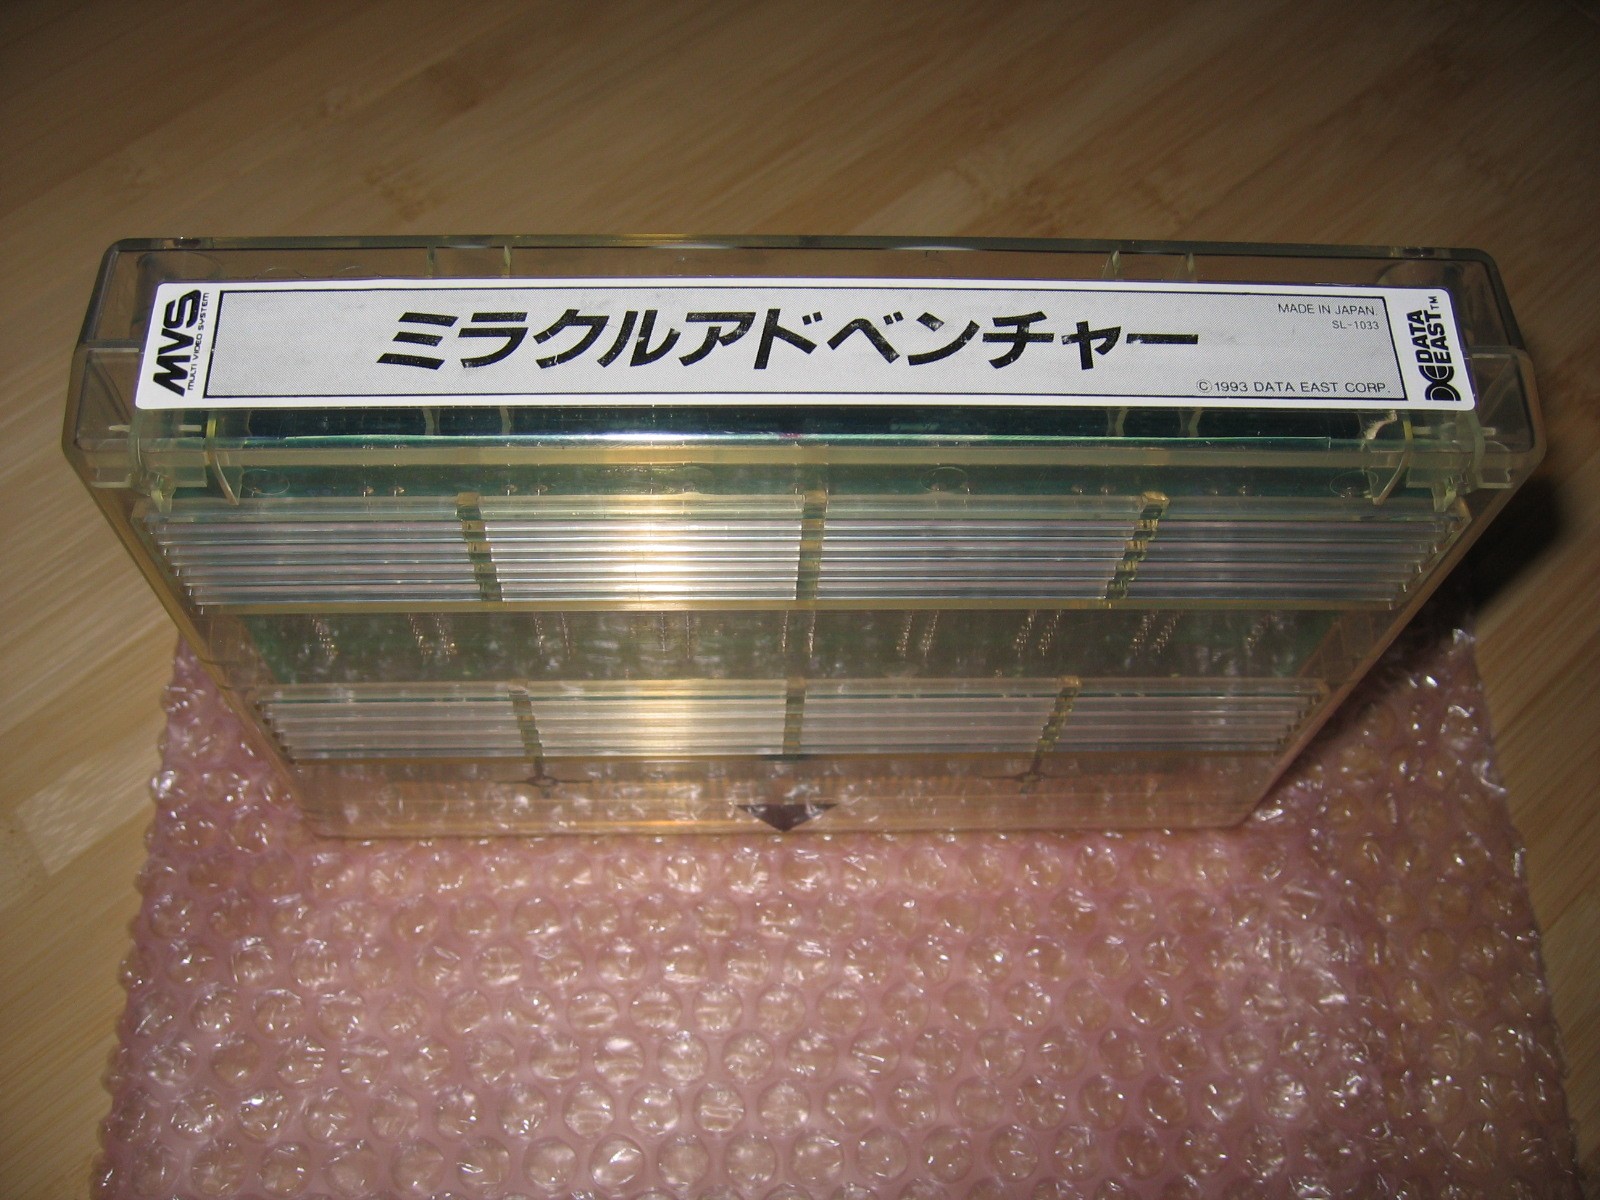 MVS
MULTI VIDEO SYSTEM
ミラクルアドベンチャー
MADE IN JAPAN.
SL-1033
©1993 DATA EAST CORP.
DATA
EAST™